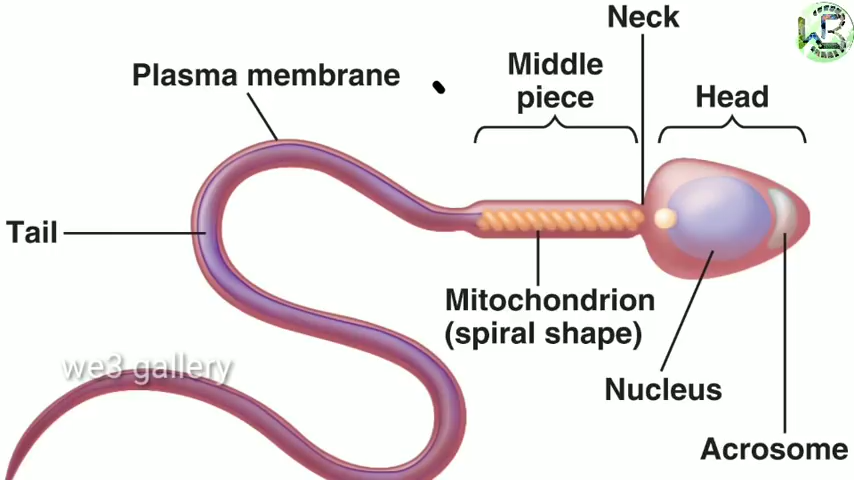 Neck
Plasma membrane
Middle
piece
Head
Tail
Mitochondrion
(spiral shape)
we3 gallery
Nucleus
Acrosome